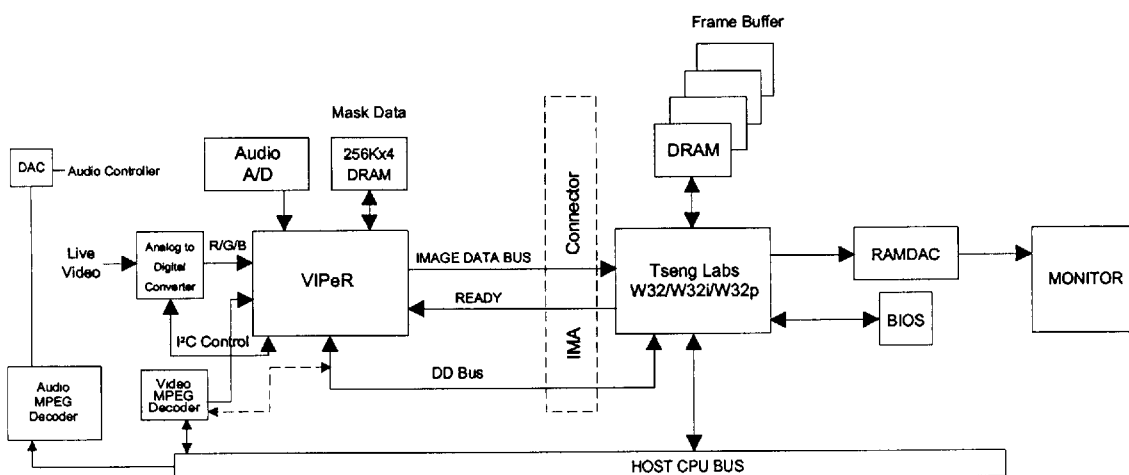 Frame Buffer
Mask Data
DAC
Audio Controller
Audio
A/D
256Kx4
DRAM
DRAM
Connector
IMA
Live
Video
Analog to
Digital
Converter
R/G/B
VIPeR
IMAGE DATA BUS
READY
Tseng Labs
W32/W32i/W32p
RAMDAC
MONITOR
BIOS
I²C Control
DD Bus
Audio
MPEG
Decoder
Video
MPEG
Decoder
HOST CPU BUS